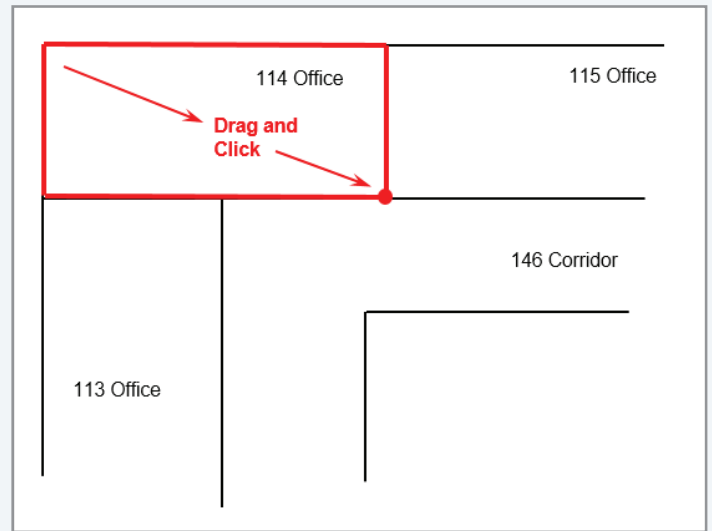 114 Office
115 Office
Drag and
Click
146 Corridor
113 Office